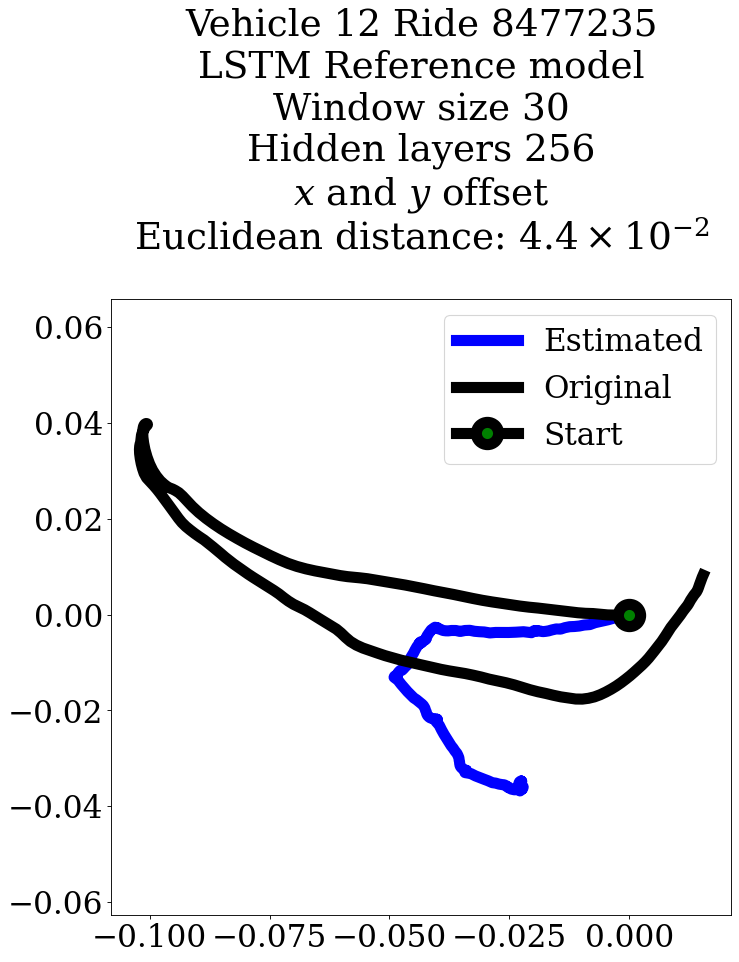 Vehicle 12 Ride 8477235
LSTM Reference model
Window size 30
Hidden layers 256
x and y offset
Euclidean distance: 4.4 × 10⁻²
Estimated
Original
Start
0.06
0.04
0.02
0.00
−0.02
−0.04
−0.06
−0.100 −0.075 −0.050 −0.025 0.000